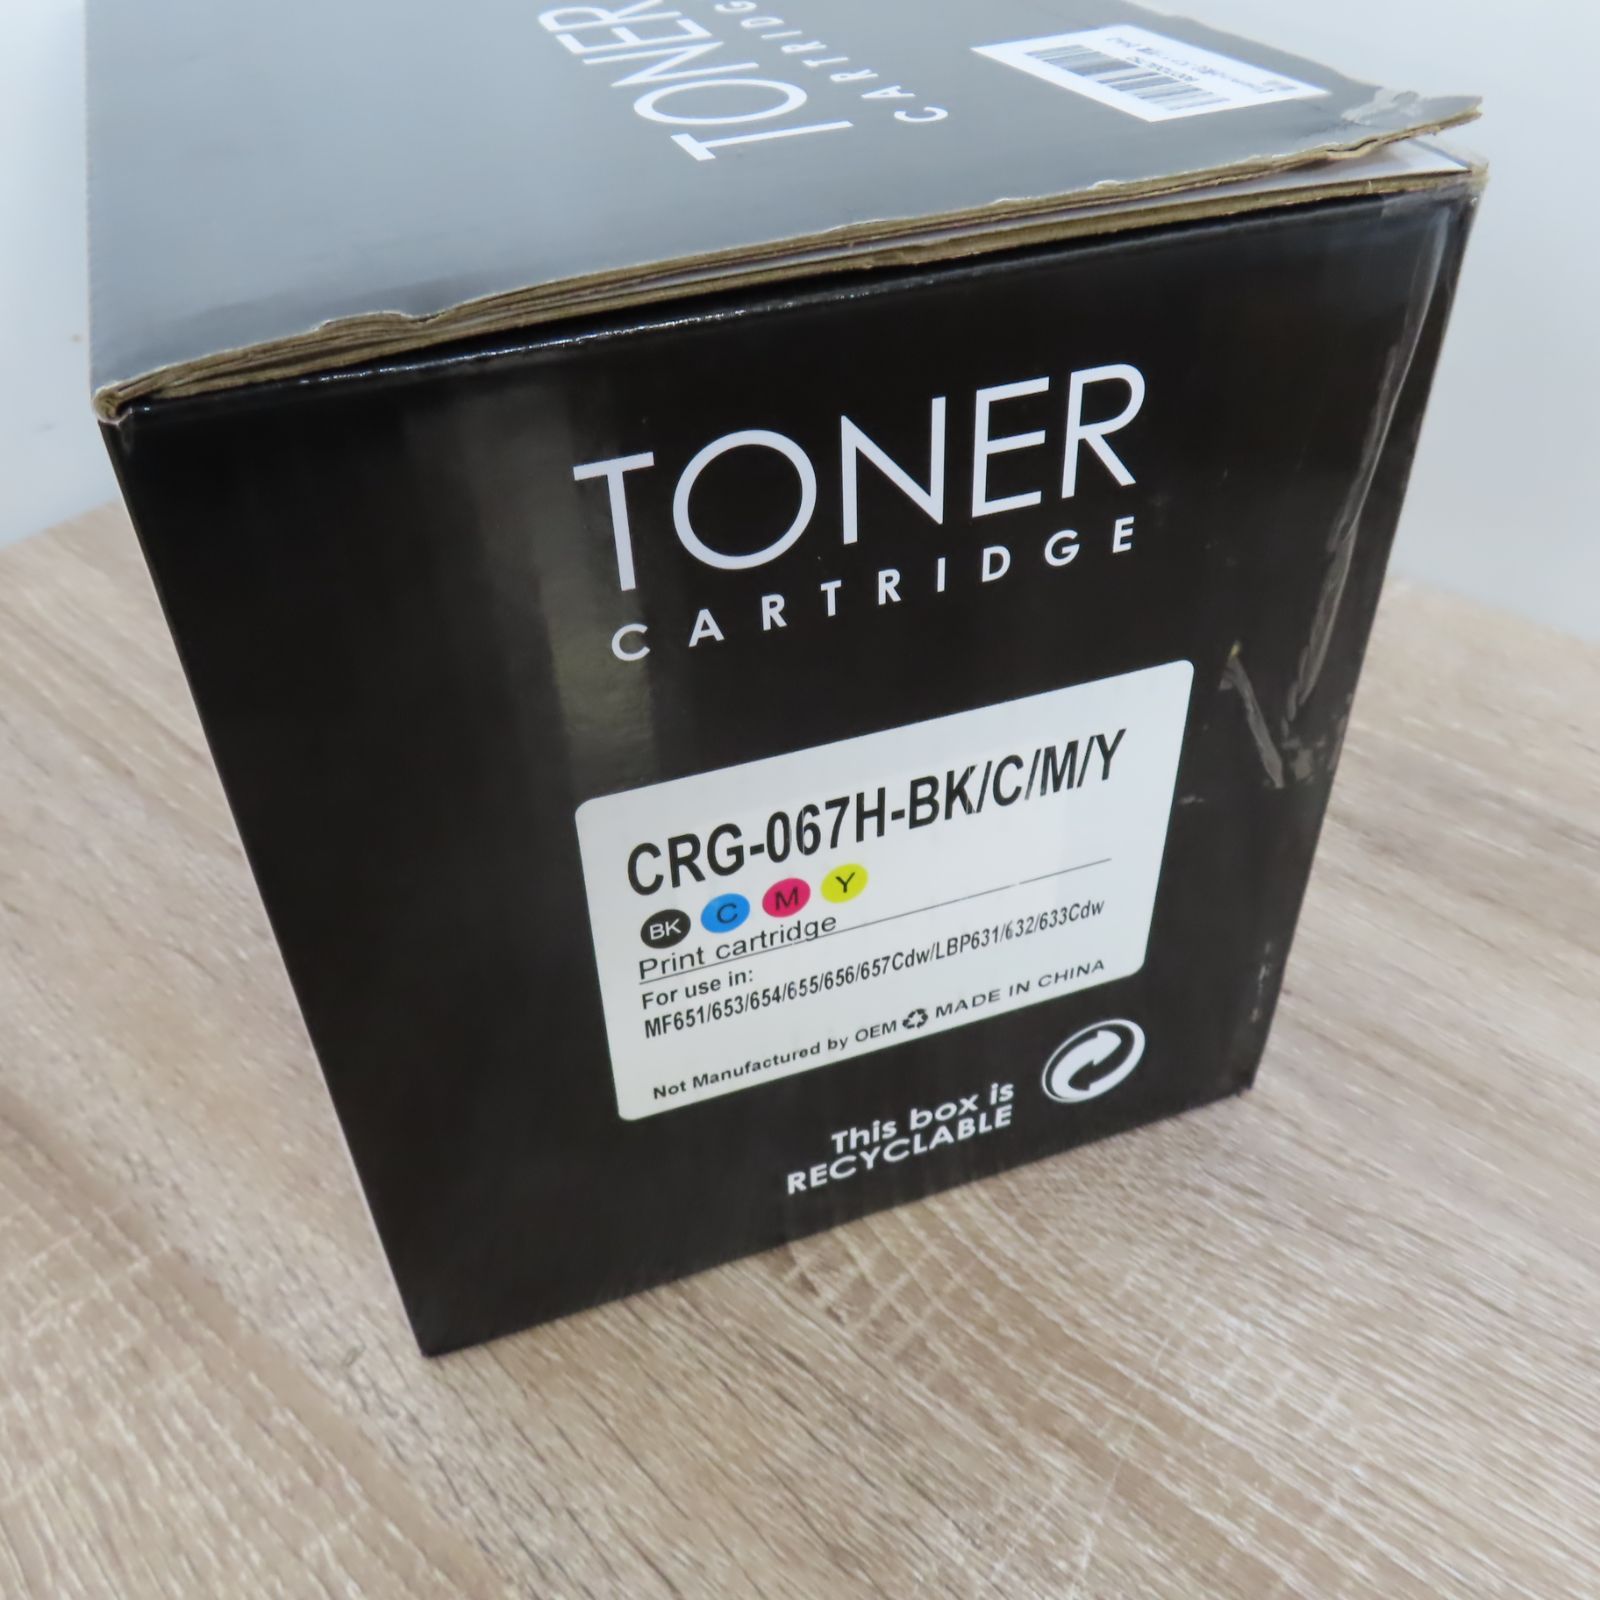 TONER
CARTRIDGE
TONER
CARTRIDGE
CRG-067H-BK/C/M/Y
BK C M Y
Print cartridge
For use in:
MF651/653/654/655/656/657Cdw/LBP631/632/633Cdw
Not Manufactured by OEM MADE IN CHINA
This box is
RECYCLABLE